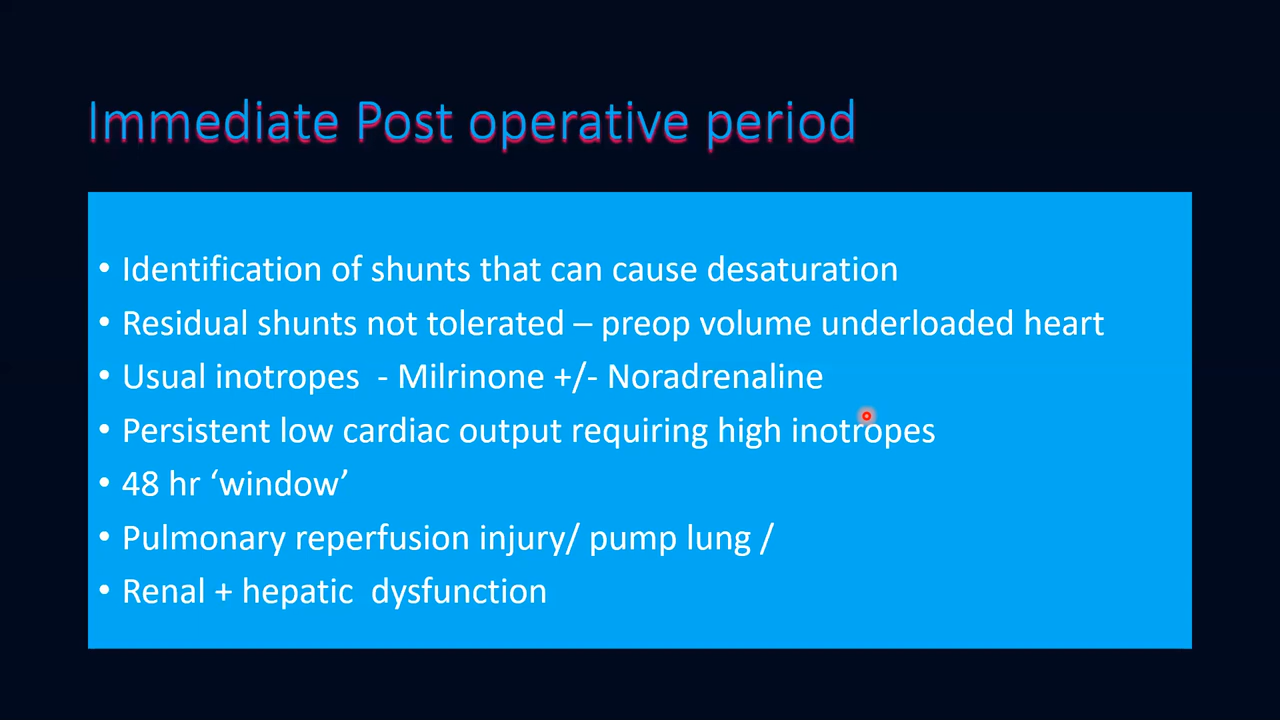 Immediate Post operative period
• Identification of shunts that can cause desaturation
• Residual shunts not tolerated – preop volume underloaded heart
• Usual inotropes  - Milrinone +/- Noradrenaline
• Persistent low cardiac output requiring high inotropes
• 48 hr ‘window’
• Pulmonary reperfusion injury/ pump lung /
• Renal + hepatic  dysfunction